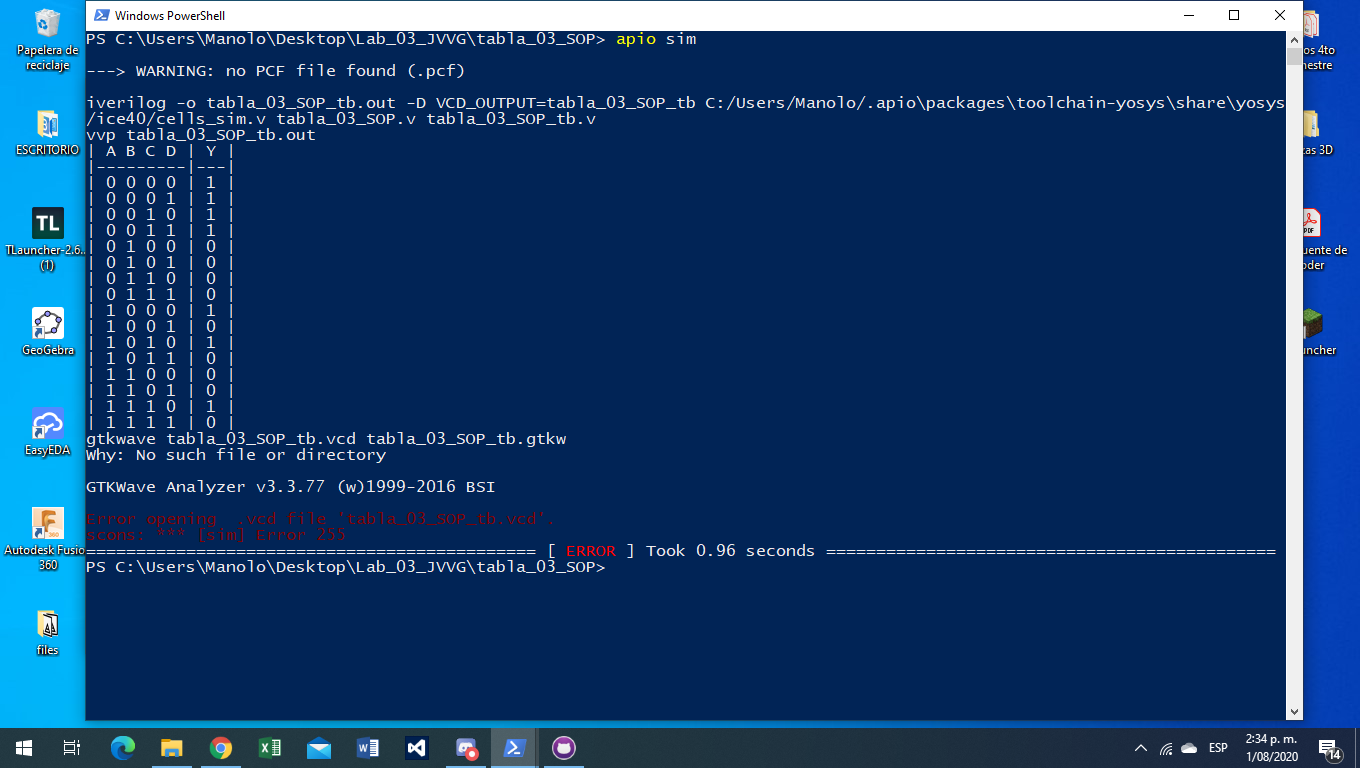 Windows PowerShell
PS C:\Users\Manolo\Desktop\Lab_03_JVVG\tabla_03_SOP> apio sim
---> WARNING: no PCF file found (.pcf)
iverilog -o tabla_03_SOP_tb.out -D VCD_OUTPUT=tabla_03_SOP_tb C:/Users/Manolo/.apio\packages\toolchain-yosys\share\yosys
/ice40/cells_sim.v tabla_03_SOP.v tabla_03_SOP_tb.v
vvp tabla_03_SOP_tb.out
| A B C D | Y |
|---------|---|
| 0 0 0 0 | 1 |
| 0 0 0 1 | 1 |
| 0 0 1 0 | 1 |
| 0 0 1 1 | 1 |
| 0 1 0 0 | 0 |
| 0 1 0 1 | 0 |
| 0 1 1 0 | 0 |
| 0 1 1 1 | 0 |
| 1 0 0 0 | 1 |
| 1 0 0 1 | 0 |
| 1 0 1 0 | 1 |
| 1 0 1 1 | 0 |
| 1 1 0 0 | 0 |
| 1 1 0 1 | 0 |
| 1 1 1 0 | 1 |
| 1 1 1 1 | 0 |
gtkwave tabla_03_SOP_tb.vcd tabla_03_SOP_tb.gtkw
Why: No such file or directory
GTKWave Analyzer v3.3.77 (w)1999-2016 BSI
Error opening  .vcd file 'tabla_03_SOP_tb.vcd'.
scons: *** [sim] Error 255
============================================= [ ERROR ] Took 0.96 seconds =============================================
PS C:\Users\Manolo\Desktop\Lab_03_JVVG\tabla_03_SOP>
Papelera de
reciclaje
ESCRITORIO
TL
TLauncher-2.6...
(1)
GeoGebra
EasyEDA
360
Autodesk Fusio
360
files
os 4to
estre
as 3D
PDF
uente de
oder
uncher
ESP
2:34 p. m.
1/08/2020
14